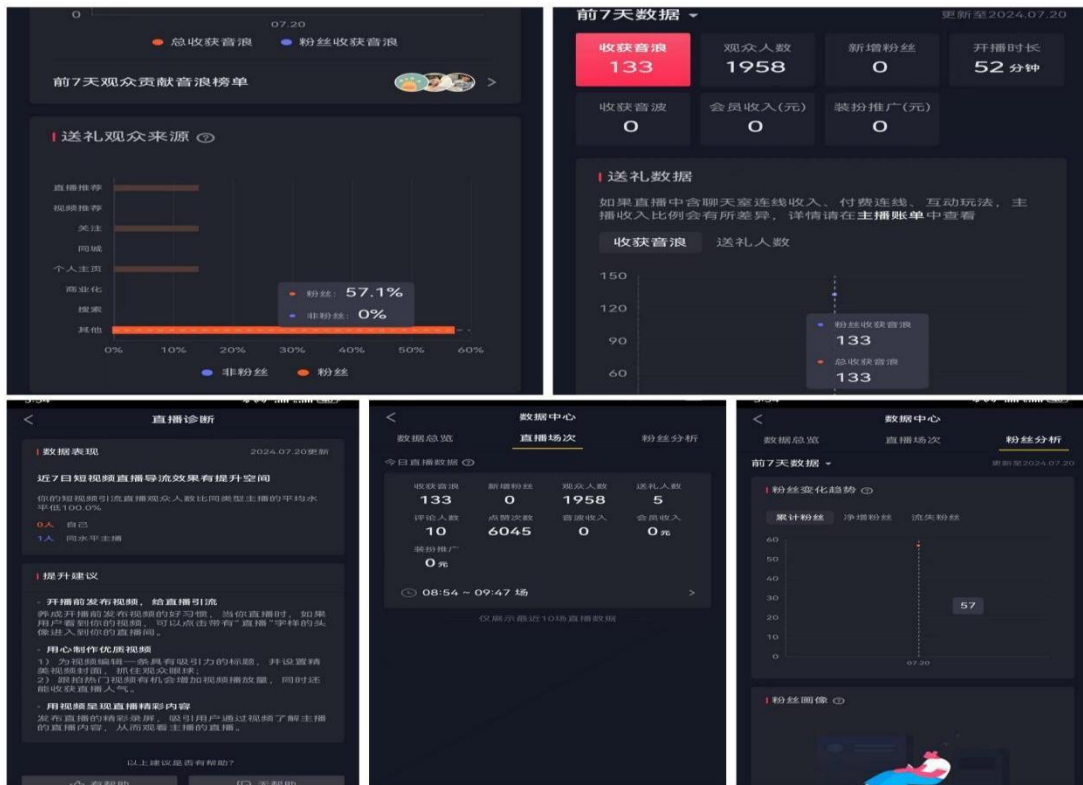 0
07.20
总收获音浪 粉丝收获音浪
前7天观众贡献音浪榜单 >
送礼观众来源 ?
直播推荐
视频推荐
关注
同城
个人主页
商业化
搜索
其他
粉丝: 57.1%
非粉丝: 0%
0% 10% 20% 30% 40% 50% 60%
非粉丝 粉丝
前7天数据 更新至2024.07.20
收获音浪 观众人数 新增粉丝 开播时长
133 1958 0 52 分钟
收获音波 会员收入(元) 装扮推广(元)
0 0 0
送礼数据
如果直播中含聊天室连线收入、付费连线、互动玩法，主
播收入比例会有所差异，详情请在主播账单中查看
收获音浪 送礼人数
150
120
90
60
粉丝收获音浪
133
总收获音浪
133
< 直播诊断
数据表现 2024.07.20更新
近7日短视频直播导流效果有提升空间
你的短视频引流直播观众人数比同类型主播的平均水
平低100.0%
0人 自己
1人 同水平主播
提升建议
· 开播前发布视频，给直播引流
养成开播前发布视频的好习惯，当你直播时，如果
用户看到你的视频，可以点击带有"直播"字样的头
像进入到你的直播间。
· 用心制作优质视频
1）为视频编辑一条具有吸引力的标题，并设置精
美视频封面，抓住观众眼球；
2）跟拍热门视频有机会增加视频播放量，同时还
能收获直播人气。
· 用视频呈现直播精彩内容
发布直播的精彩录屏，吸引用户通过视频了解主播
的直播内容，从而观看主播的直播。
以上建议是否有帮助?
有帮助 无帮助
< 数据中心
数据总览 直播场次 粉丝分析
今日直播数据 ?
收获音浪 新增粉丝 观众人数 送礼人数
133 0 1958 5
评论人数 点赞次数 音波收入 会员收入
10 6045 0 0元
装扮推广
0元
08:54 ~ 09:47 场 >
仅展示最近10场直播数据
< 数据中心
数据总览 直播场次 粉丝分析
前7天数据 更新至2024.07.20
粉丝变化趋势 ?
累计粉丝 净增粉丝 流失粉丝
60
50
40
30
20
10
0
57
07.20
粉丝画像 ?